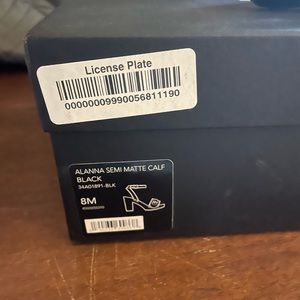 License Plate
00000009990056811190
ALANNA SEMI MATTE CALF
BLACK
34A01891-BLK
8M